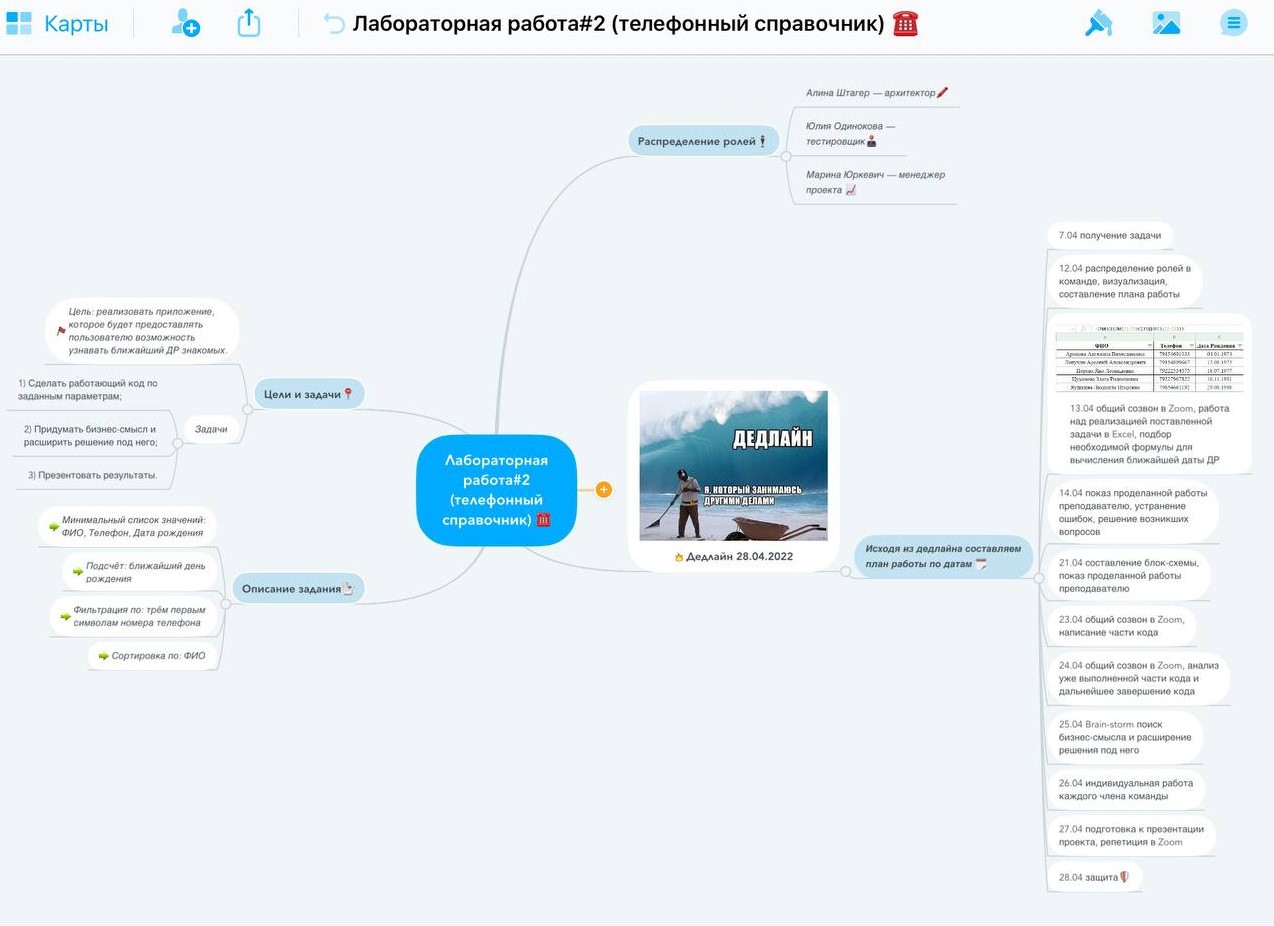 Карты
Лабораторная работа#2 (телефонный справочник)
Распределение ролей
Алина Штагер — архитектор
Юлия Одинокова —
тестировщик
Марина Юркевич — менеджер
проекта
Цель: реализовать приложение,
которое будет предоставлять
пользователю возможность
узнавать ближайший ДР знакомых.
Цели и задачи
1) Сделать работающий код по
заданным параметрам;
2) Придумать бизнес-смысл и
расширить решение под него;
3) Презентовать результаты.
Задачи
Лабораторная
работа#2
(телефонный
справочник)
Минимальный список значений:
ФИО, Телефон, Дата рождения
Подсчёт: ближайший день
рождения
Фильтрация по: трём первым
символам номера телефона
Сортировка по: ФИО
Описание задания
ДЕДЛАЙН
Я, КОТОРЫЙ ЗАНИМАЮСЬ
ДРУГИМИ ДЕЛАМИ
Дедлайн 28.04.2022
Исходя из дедлайна составляем
план работы по датам
7.04 получение задачи
12.04 распределение ролей в
команде, визуализация,
составление плана работы
ФИО Телефон Дата Рождения
13.04 общий созвон в Zoom, работа
над реализацией поставленной
задачи в Excel, подбор
необходимой формулы для
вычисления ближайшей даты ДР
14.04 показ проделанной работы
преподавателю, устранение
ошибок, решение возникших
вопросов
21.04 составление блок-схемы,
показ проделанной работы
преподавателю
23.04 общий созвон в Zoom,
написание части кода
24.04 общий созвон в Zoom, анализ
уже выполненной части кода и
дальнейшее завершение кода
25.04 Brain-storm поиск
бизнес-смысла и расширение
решения под него
26.04 индивидуальная работа
каждого члена команды
27.04 подготовка к презентации
проекта, репетиция в Zoom
28.04 защита